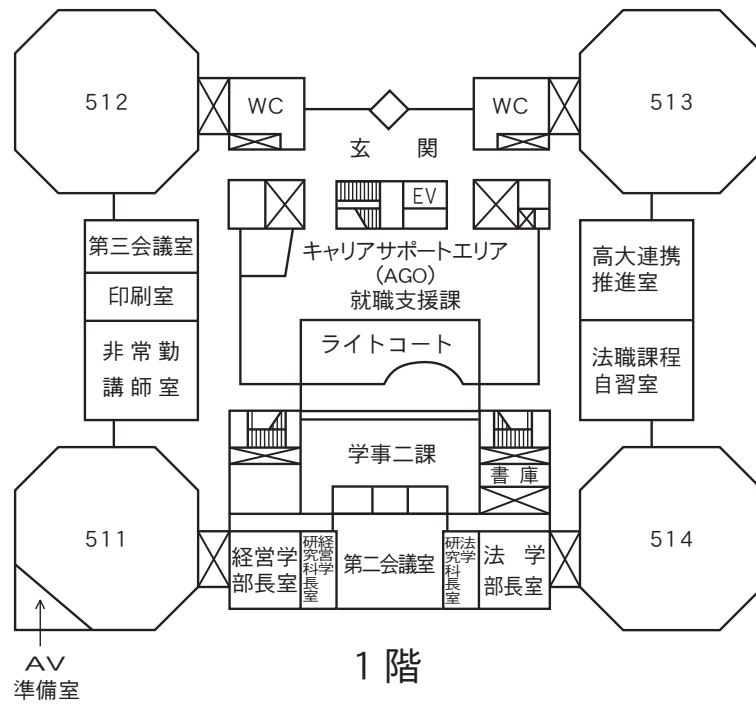 512
WC
WC
513
玄 関
EV
第三会議室
印刷室
非常勤
講師室
キャリアサポートエリア
(AGO)
就職支援課
ライトコート
高大連携
推進室
法職課程
自習室
学事二課
書庫
511
514
経営学
部長室
経営学
研究科長室
第二会議室
法学
研究科長室
法 学
部長室
AV
準備室
1 階